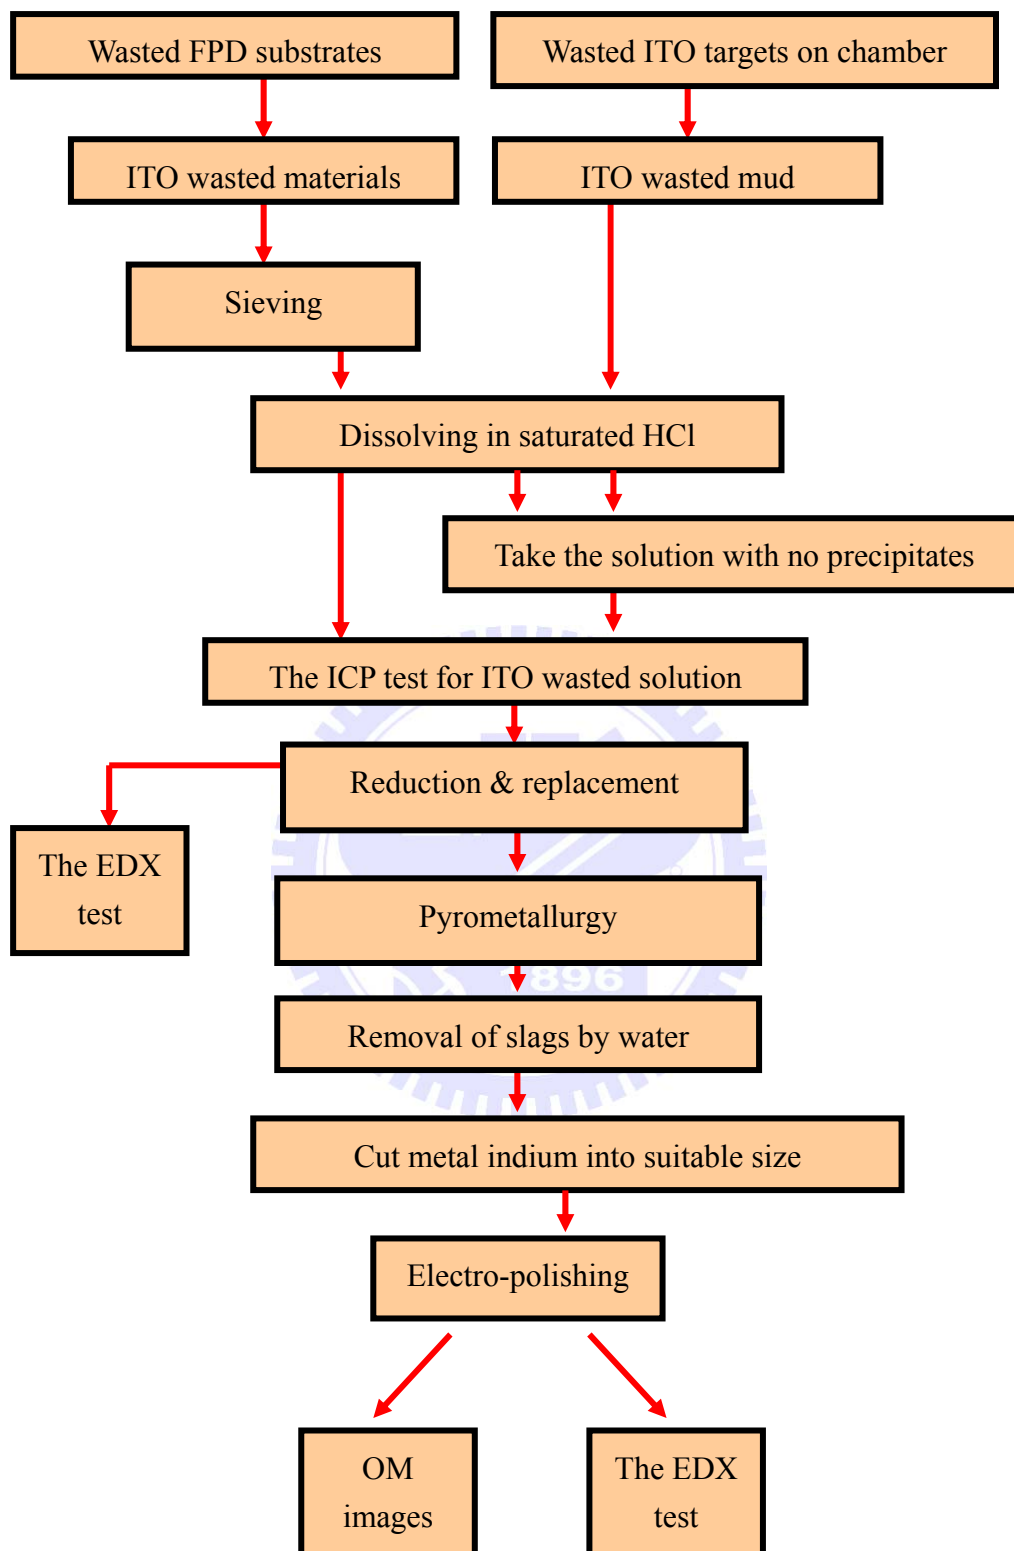 Wasted FPD substrates
Wasted ITO targets on chamber
ITO wasted materials
ITO wasted mud
Sieving
Dissolving in saturated HCl
Take the solution with no precipitates
The ICP test for ITO wasted solution
Reduction & replacement
The EDX
test
Pyrometallurgy
1896
Removal of slags by water
Cut metal indium into suitable size
Electro-polishing
OM
images
The EDX
test